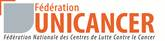 Fédération
UNICANCER
Fédération Nationale des Centres de Lutte Contre le Cancer